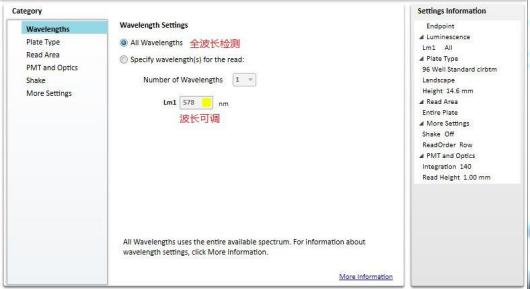 Category
Wavelengths
Plate Type
Read Area
PMT and Optics
Shake
More Settings
Wavelength Settings
All Wavelengths 全波长检测
Specify wavelength(s) for the read:
Number of Wavelengths 1
Lm1 578 nm
波长可调
All Wavelengths uses the entire available spectrum. For information about
wavelength settings, click More Information.
More Information
Settings Information
Endpoint
Luminescence
Lm1 All
Plate Type
96 Well Standard clrbtm
Landscape
Height 14.6 mm
Read Area
Entire Plate
More Settings
Shake Off
ReadOrder Row
PMT and Optics
Integration 140
Read Height 1.00 mm